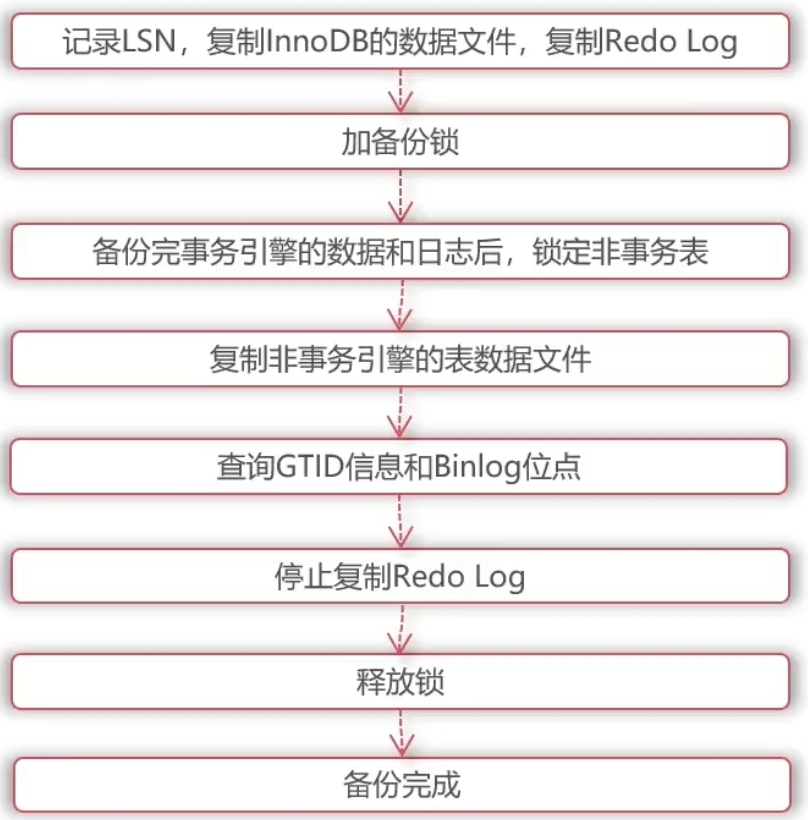 记录LSN，复制InnoDB的数据文件，复制Redo Log
加备份锁
备份完事务引擎的数据和日志后，锁定非事务表
复制非事务引擎的表数据文件
查询GTID信息和Binlog位点
停止复制Redo Log
释放锁
备份完成